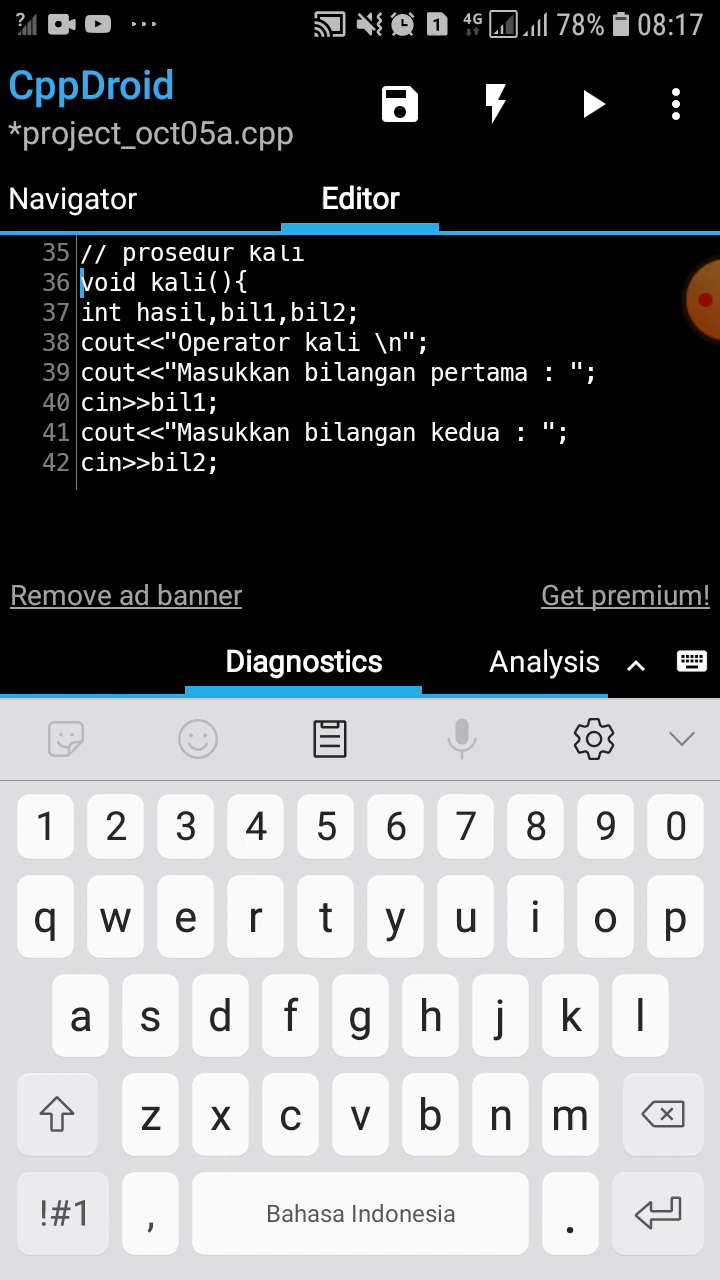 ?
1
4G
78%
08:17
CppDroid
*project_oct05a.cpp
Navigator
Editor
35 // prosedur kali
36 void kali(){
37 int hasil,bil1,bil2;
38 cout<<"Operator kali \n";
39 cout<<"Masukkan bilangan pertama : ";
40 cin>>bil1;
41 cout<<"Masukkan bilangan kedua : ";
42 cin>>bil2;
Remove ad banner
Get premium!
Diagnostics
Analysis
1 2 3 4 5 6 7 8 9 0
q w e r t y u i o p
a s d f g h j k l
z x c v b n m
!#1 , Bahasa Indonesia .